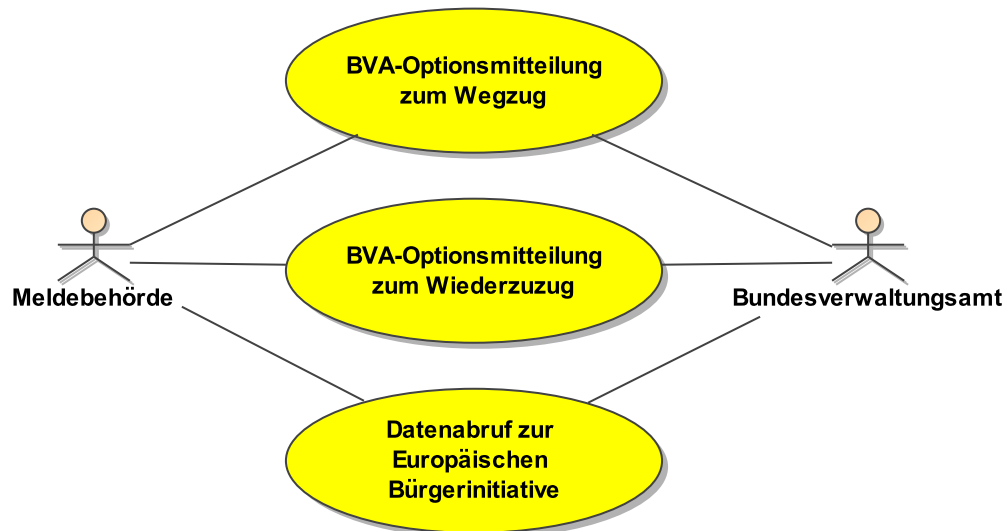 BVA-Optionsmitteilung
zum Wegzug
BVA-Optionsmitteilung
zum Wiederzuzug
Meldebehörde
Bundesverwaltungsamt
Datenabruf zur
Europäischen
Bürgerinitiative